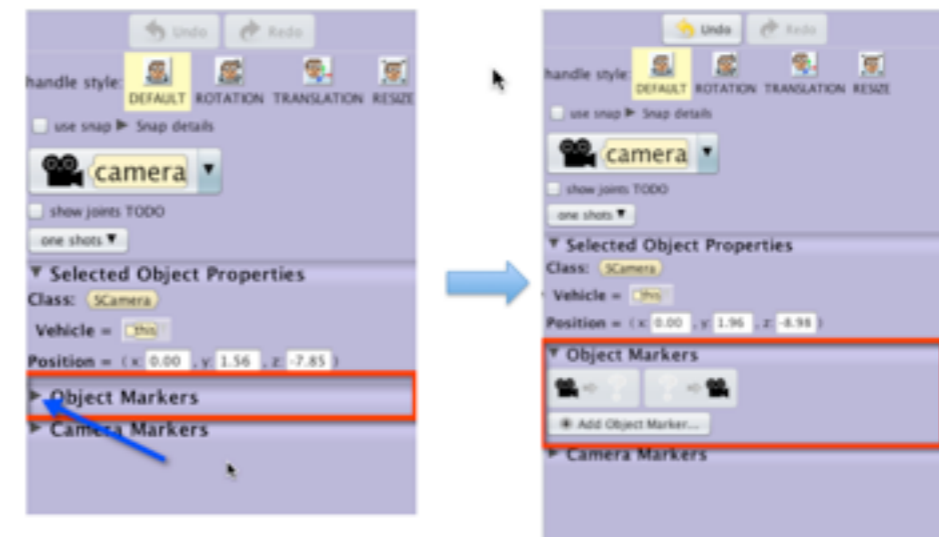 Undo Redo
handle style:
DEFAULT ROTATION TRANSLATION RESIZE
use snap Snap details
camera
show joints TODO
one shots
Selected Object Properties
Class: SCamera
Vehicle = this
Position = ( x: 0.00 , y: 1.56 , z: -7.85 )
Object Markers
Camera Markers
Undo Redo
handle style:
DEFAULT ROTATION TRANSLATION RESIZE
use snap Snap details
camera
show joints TODO
one shots
Selected Object Properties
Class: SCamera
Vehicle = this
Position = ( x: 0.00 , y: 1.96 , z: -8.98 )
Object Markers
? ?
Add Object Marker...
Camera Markers